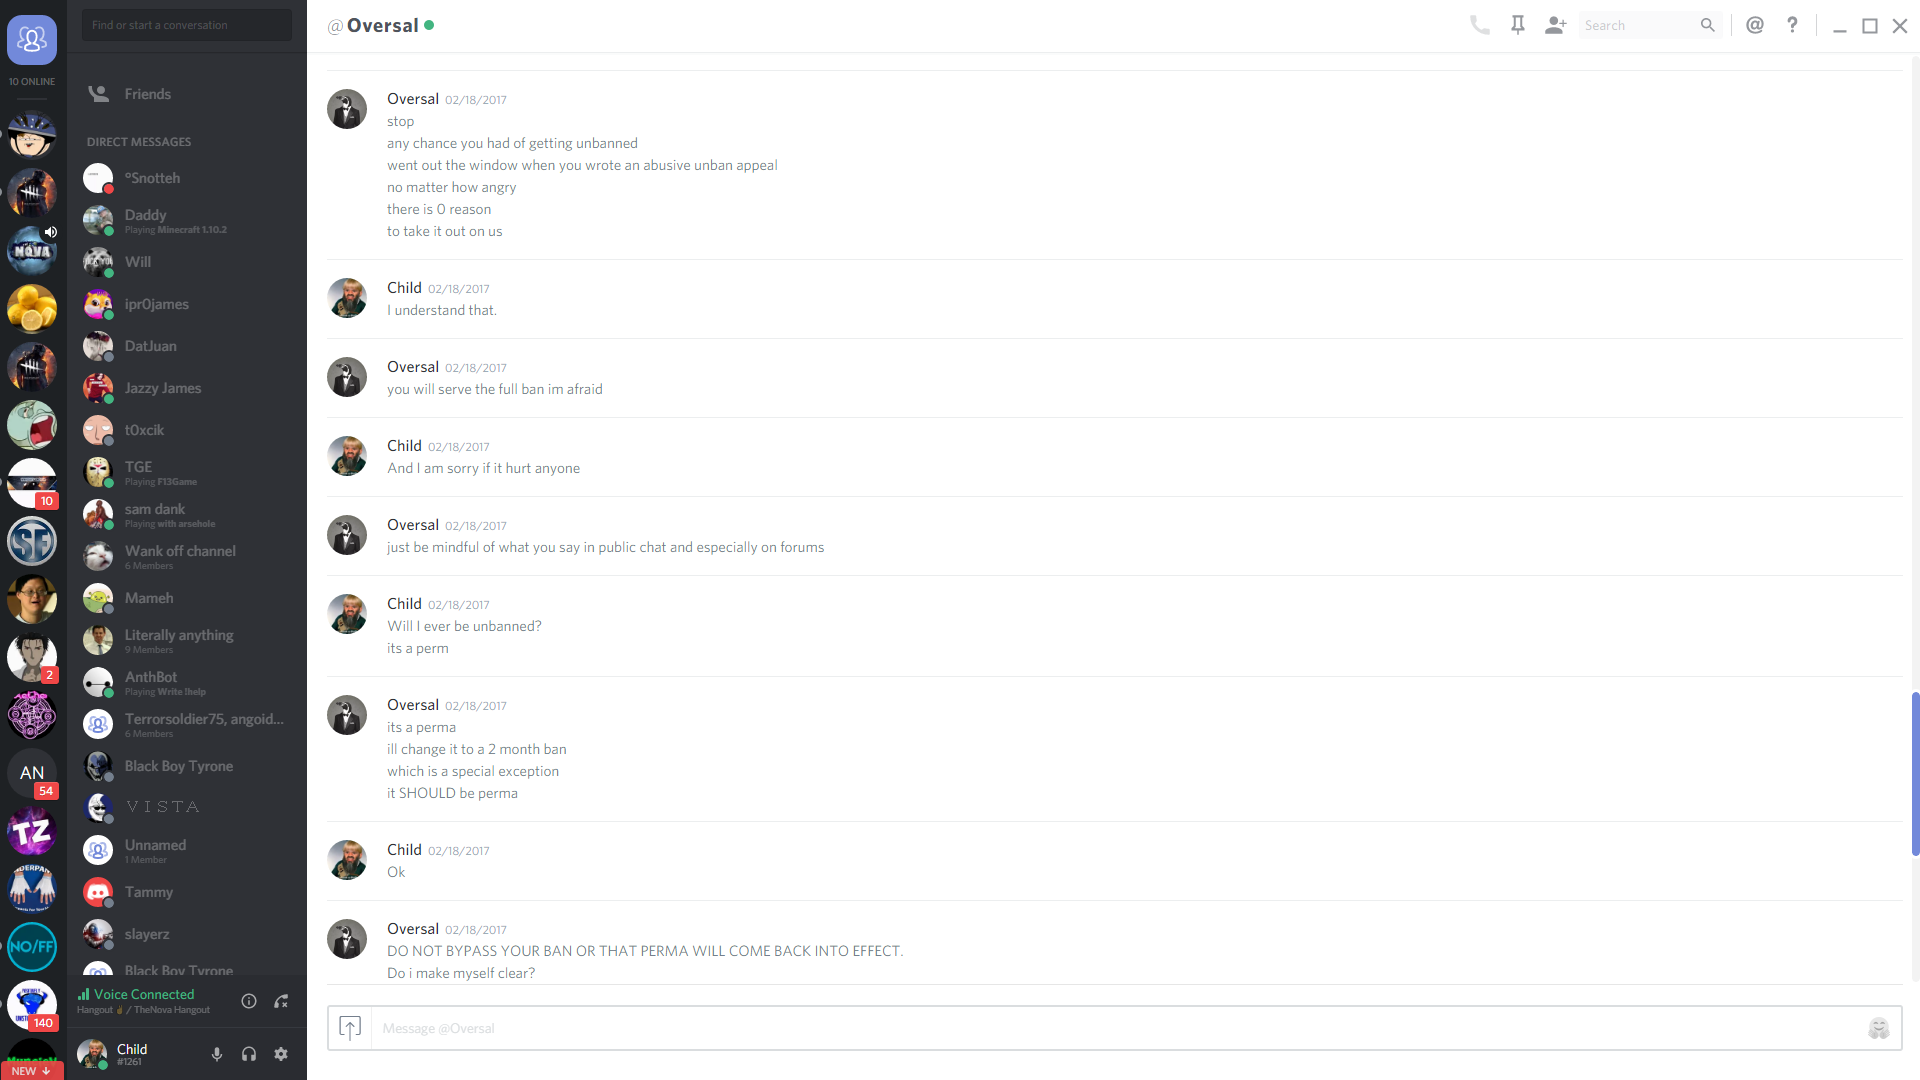 10 ONLINE
NOVA
10
SF
2
AN
54
TZ
NO/FF
140
NEW
Find or start a conversation
Friends
DIRECT MESSAGES
°Snotteh
Daddy
Playing Minecraft 1.10.2
Will
ipr0james
DatJuan
Jazzy James
t0xcik
TGE
Playing F13Game
sam dank
Playing with arsehole
Wank off channel
6 Members
Mameh
Literally anything
9 Members
AnthBot
Playing Write !help
Terrorsoldier75, angoid...
6 Members
Black Boy Tyrone
V I S T A
Unnamed
1 Member
Tammy
slayerz
Black Boy Tyrone
Voice Connected
Hangout / TheNova Hangout
Child
#1261
@Oversal
Search
@ ?
Oversal 02/18/2017
stop
any chance you had of getting unbanned
went out the window when you wrote an abusive unban appeal
no matter how angry
there is 0 reason
to take it out on us
Child 02/18/2017
I understand that.
Oversal 02/18/2017
you will serve the full ban im afraid
Child 02/18/2017
And I am sorry if it hurt anyone
Oversal 02/18/2017
just be mindful of what you say in public chat and especially on forums
Child 02/18/2017
Will I ever be unbanned?
its a perm
Oversal 02/18/2017
its a perma
ill change it to a 2 month ban
which is a special exception
it SHOULD be perma
Child 02/18/2017
Ok
Oversal 02/18/2017
DO NOT BYPASS YOUR BAN OR THAT PERMA WILL COME BACK INTO EFFECT.
Do i make myself clear?
Message @Oversal